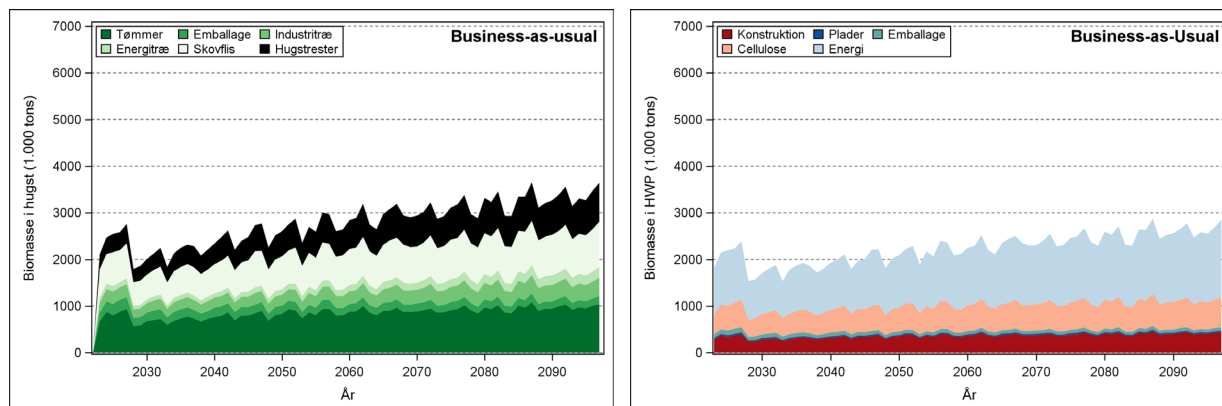 Business-as-usual
Tømmer Emballage Industritræ
Energitræ Skovflis Hugstrester
Biomasse i hugst (1.000 tons)
7000
6000
5000
4000
3000
2000
1000
0
2030 2040 2050 2060 2070 2080 2090
År
Business-as-Usual
Konstruktion Plader Emballage
Cellulose Energi
Biomasse i HWP (1.000 tons)
7000
6000
5000
4000
3000
2000
1000
0
2030 2040 2050 2060 2070 2080 2090
År